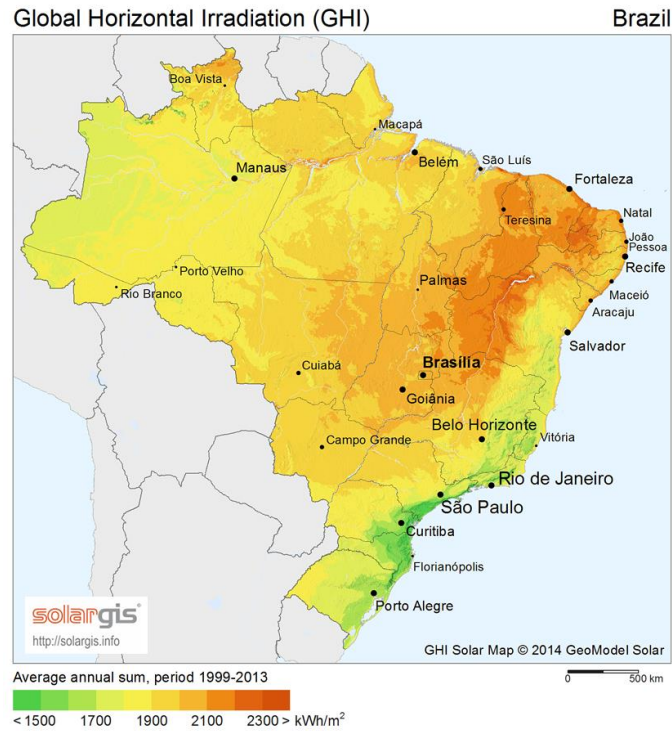 Global Horizontal Irradiation (GHI) Brazil
Boa Vista
Macapá
Belém
São Luís
Manaus
Fortaleza
Teresina
Natal
João
Pessoa
Recife
Porto Velho
Palmas
Rio Branco
Maceió
Aracaju
Salvador
Brasília
Cuiabá
Goiânia
Belo Horizonte
Campo Grande
Vitória
Rio de Janeiro
São Paulo
Curitiba
Florianópolis
Porto Alegre
solargis
http://solargis.info
GHI Solar Map © 2014 GeoModel Solar
Average annual sum, period 1999-2013
0 500 km
< 1500 1700 1900 2100 2300 > kWh/m²